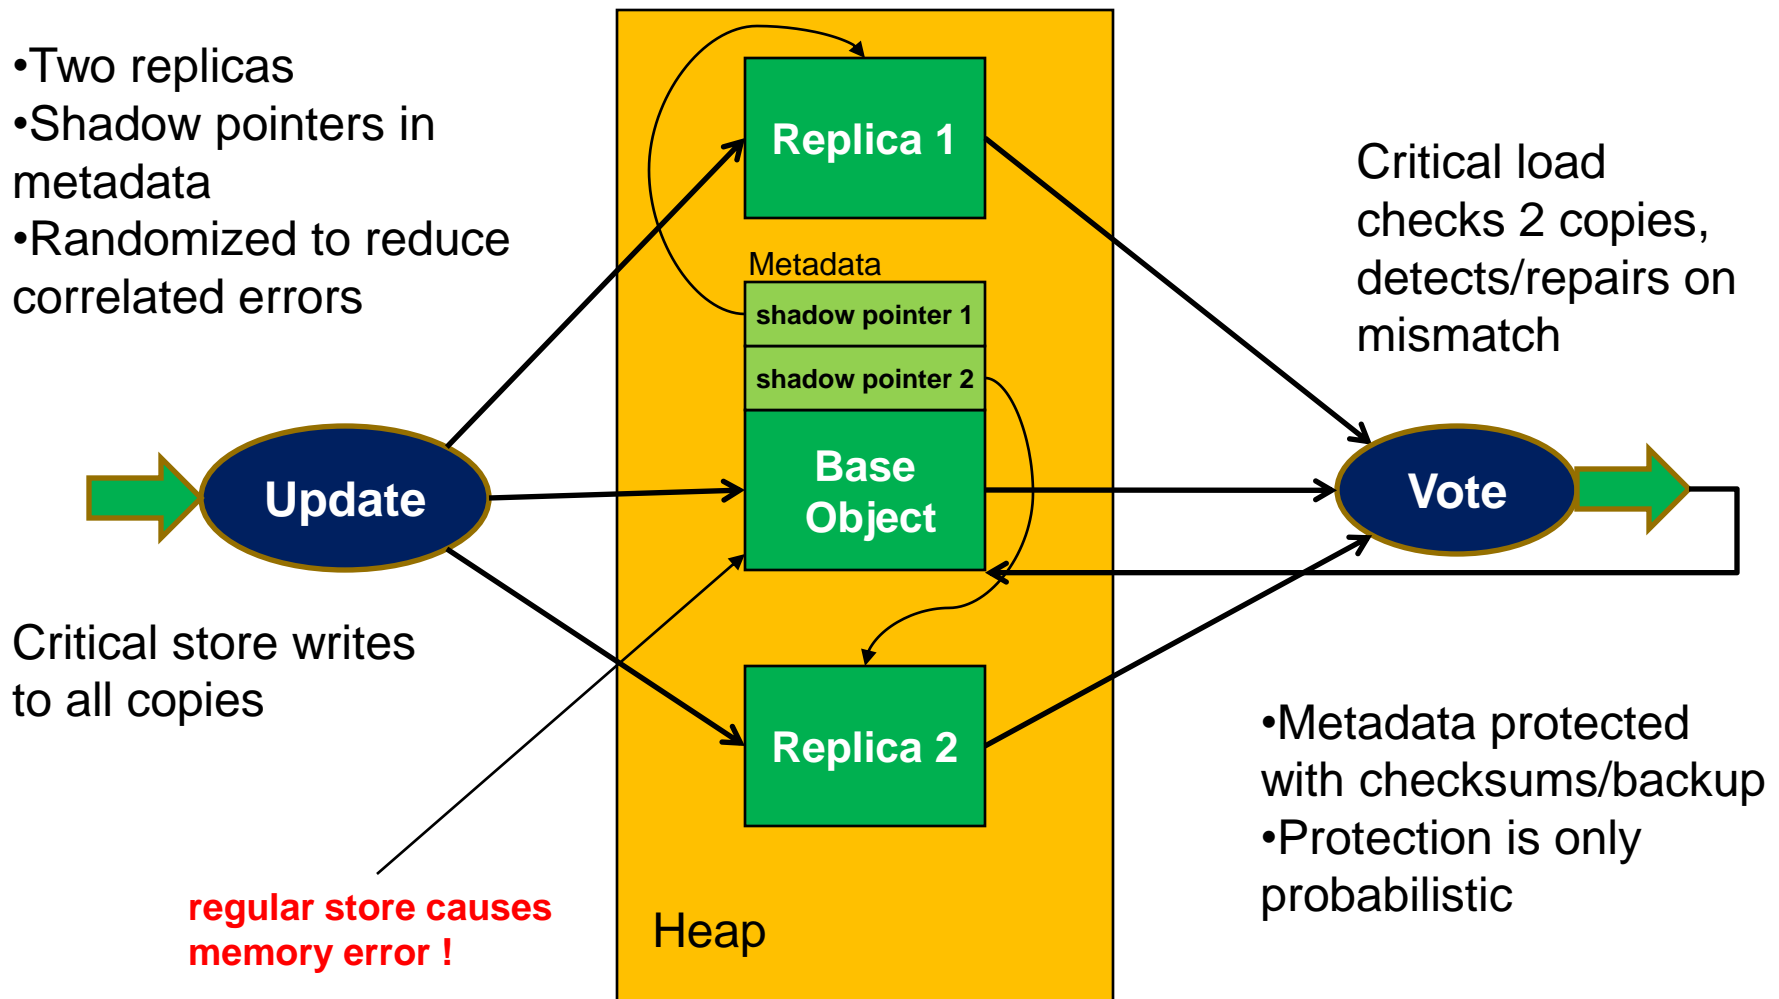 •Two replicas
•Shadow pointers in
metadata
•Randomized to reduce
correlated errors
Replica 1
Critical load
checks 2 copies,
detects/repairs on
mismatch
Metadata
shadow pointer 1
shadow pointer 2
Update
Base
Object
Vote
Critical store writes
to all copies
Replica 2
•Metadata protected
with checksums/backup
•Protection is only
probabilistic
regular store causes
memory error !
Heap